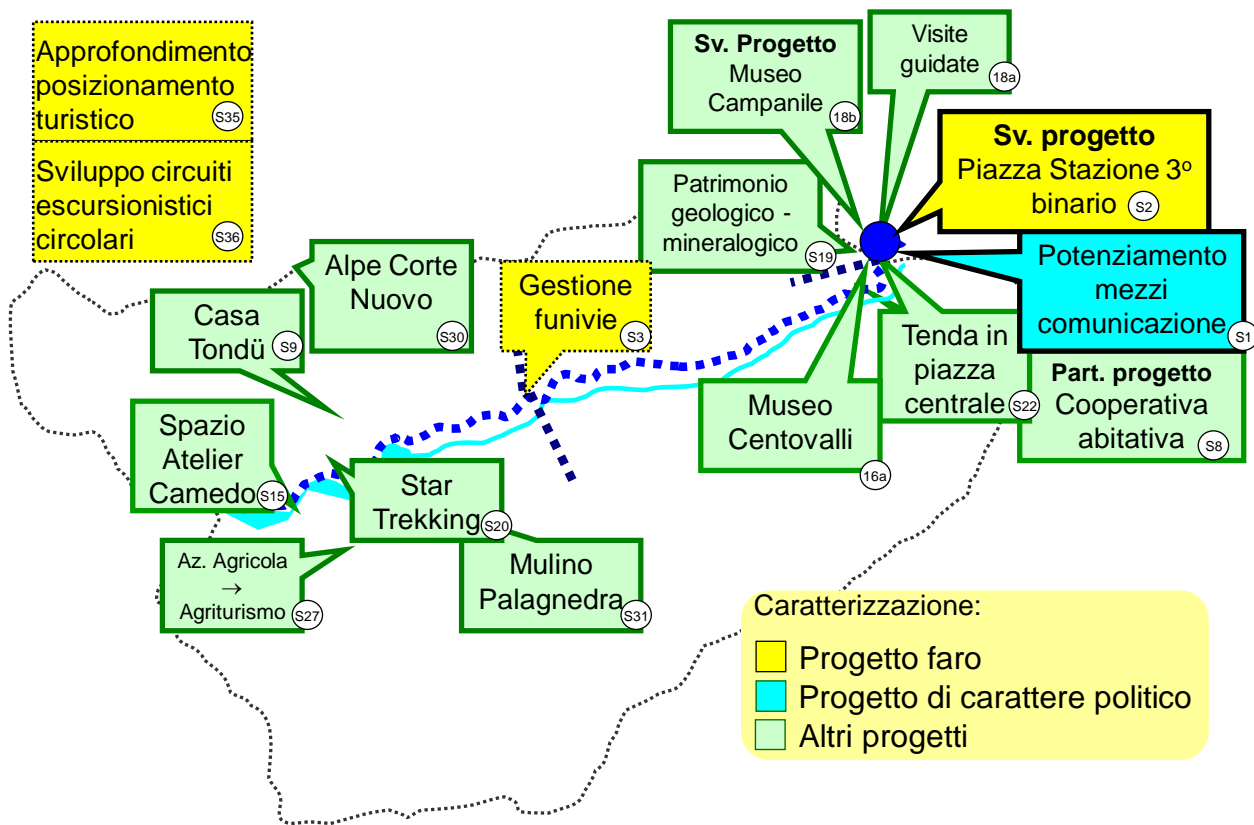 Approfondimento
posizionamento
turistico
S35
Sviluppo circuiti
escursionistici
circolari
S36
Sv. Progetto
Museo
Campanile
18b
Visite
guidate
18a
Sv. progetto
Piazza Stazione 3º
binario
S2
Patrimonio
geologico -
mineralogico
S19
Potenziamento
mezzi
comunicazione
S1
Alpe Corte
Nuovo
S30
Gestione
funivie
S3
Casa
Tondü
S9
Tenda in
piazza
centrale
S22
Part. progetto
Cooperativa
abitativa
S8
Museo
Centovalli
16a
Spazio
Atelier
Camedo
S15
Star
Trekking
S20
Az. Agricola
→
Agriturismo
S27
Mulino
Palagnedra
S31
Caratterizzazione:
Progetto faro
Progetto di carattere politico
Altri progetti